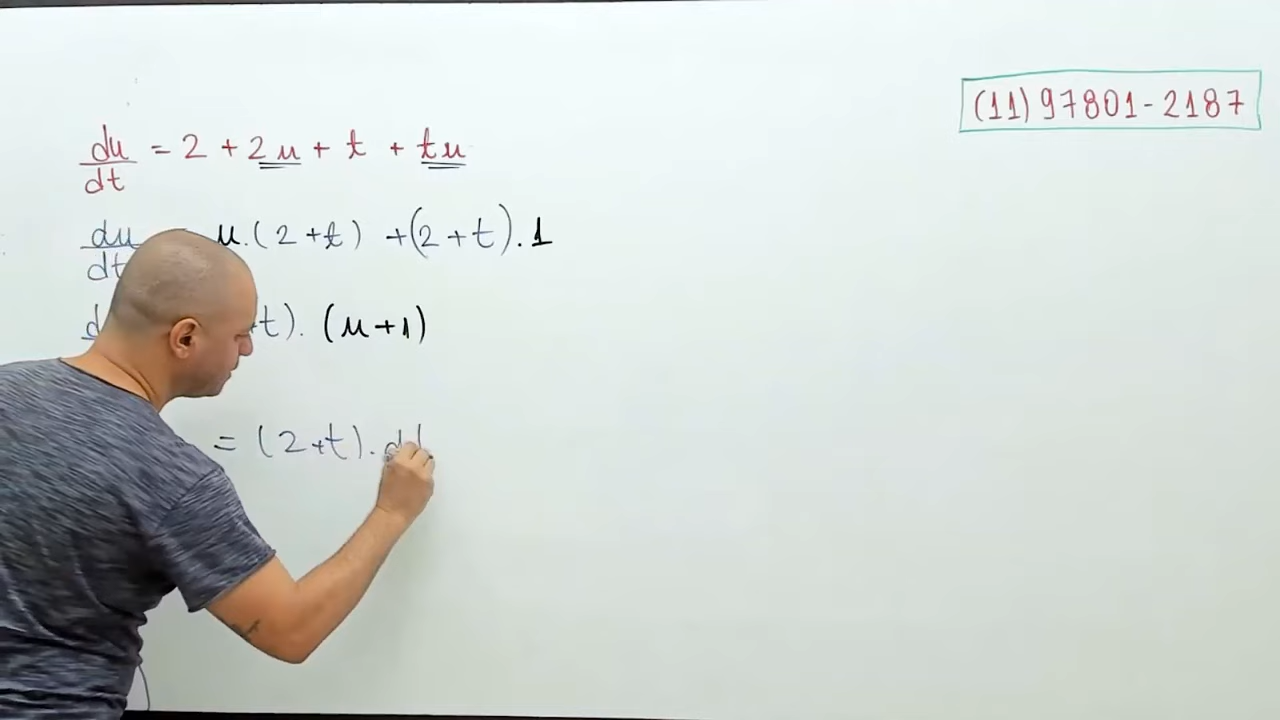 (11) 97801-2187
du/dt = 2 + 2u + t + tu
du/dt = u.(2+t) + (2+t).1
t). (u+1)
= (2+t).d